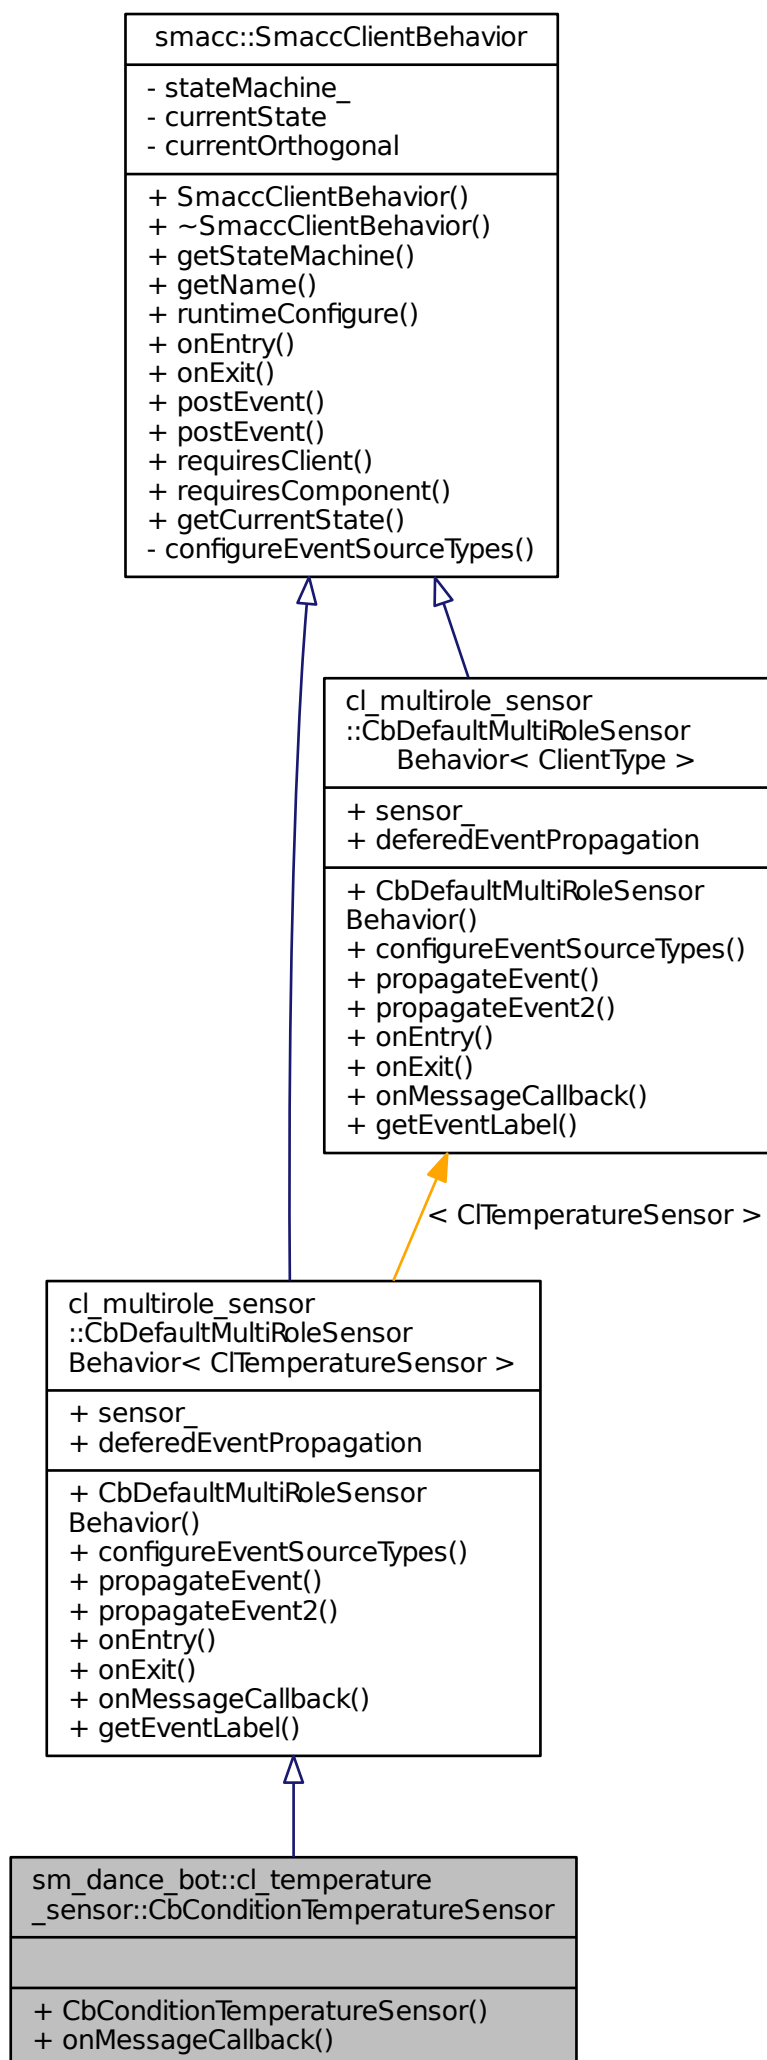 smacc::SmaccClientBehavior
- stateMachine_
- currentState
- currentOrthogonal
+ SmaccClientBehavior()
+ ~SmaccClientBehavior()
+ getStateMachine()
+ getName()
+ runtimeConfigure()
+ onEntry()
+ onExit()
+ postEvent()
+ postEvent()
+ requiresClient()
+ requiresComponent()
+ getCurrentState()
- configureEventSourceTypes()
cl_multirole_sensor
::CbDefaultMultiRoleSensor
Behavior< ClientType >
+ sensor_
+ deferedEventPropagation
+ CbDefaultMultiRoleSensor
Behavior()
+ configureEventSourceTypes()
+ propagateEvent()
+ propagateEvent2()
+ onEntry()
+ onExit()
+ onMessageCallback()
+ getEventLabel()
< ClTemperatureSensor >
cl_multirole_sensor
::CbDefaultMultiRoleSensor
Behavior< ClTemperatureSensor >
+ sensor_
+ deferedEventPropagation
+ CbDefaultMultiRoleSensor
Behavior()
+ configureEventSourceTypes()
+ propagateEvent()
+ propagateEvent2()
+ onEntry()
+ onExit()
+ onMessageCallback()
+ getEventLabel()
sm_dance_bot::cl_temperature
_sensor::CbConditionTemperatureSensor
+ CbConditionTemperatureSensor()
+ onMessageCallback()